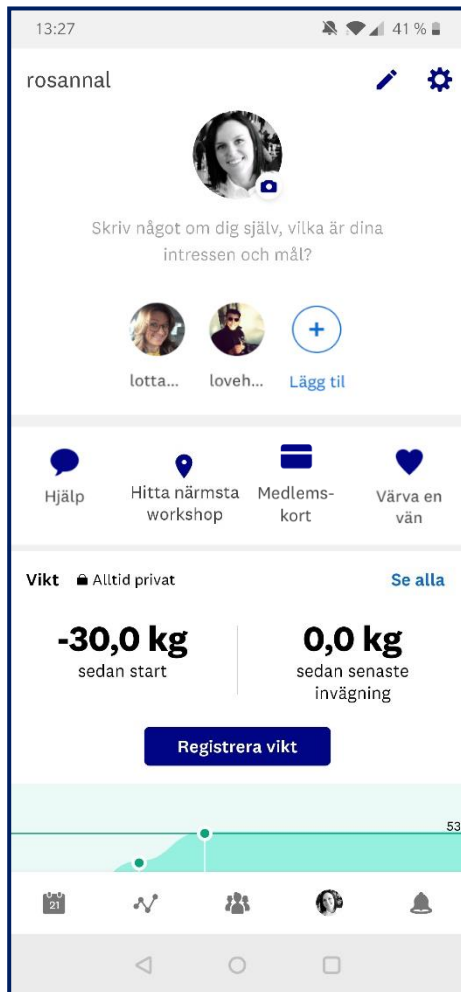 13:27 41 %
rosannal
Skriv något om dig själv, vilka är dina
intressen och mål?
lotta... loveh... Lägg til
Hjälp Hitta närmsta Medlems- Värva en
workshop kort vän
Vikt Alltid privat Se alla
-30,0 kg 0,0 kg
sedan start sedan senaste
invägning
Registrera vikt
53
21